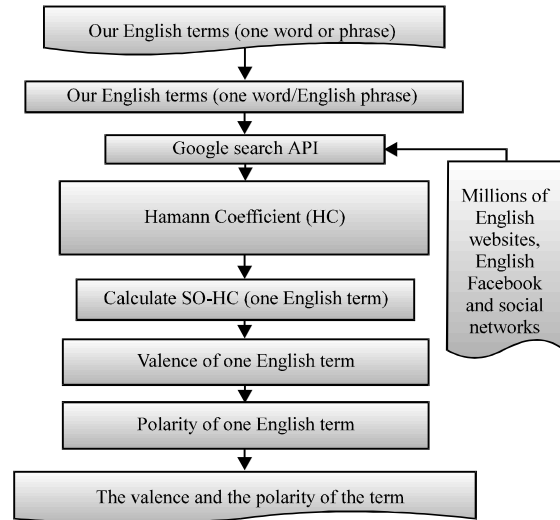 Our English terms (one word or phrase)
Our English terms (one word/English phrase)
Google search API
Hamann Coefficient (HC)
Calculate SO-HC (one English term)
Valence of one English term
Polarity of one English term
The valence and the polarity of the term
Millions of
English
websites,
English
Facebook
and social
networks